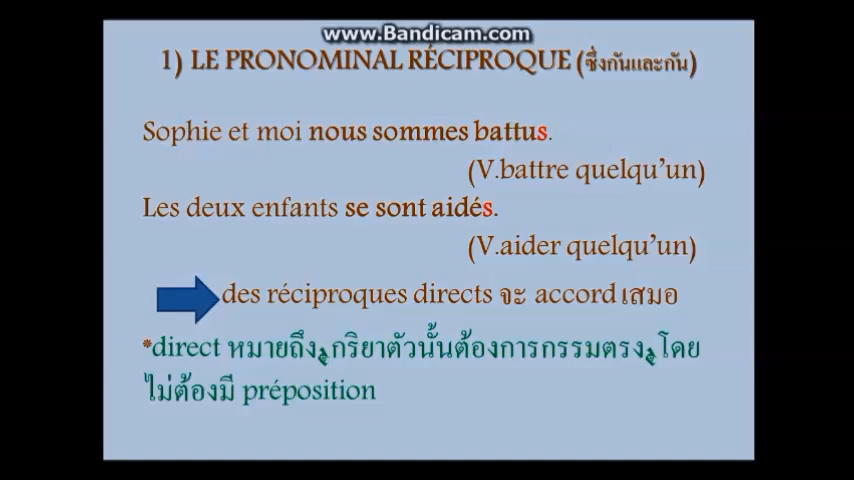 www.Bandicam.com
1) LE PRONOMINAL RÉCIPROQUE (ซึ่งกันและกัน)
Sophie et moi nous sommes battus.
(V.battre quelqu'un)
Les deux enfants se sont aidés.
(V.aider quelqu'un)
des réciproques directs จะ accord เสมอ
*direct หมายถึง กริยาตัวนั้นต้องการกรรมตรง โดย
ไม่ต้องมี préposition